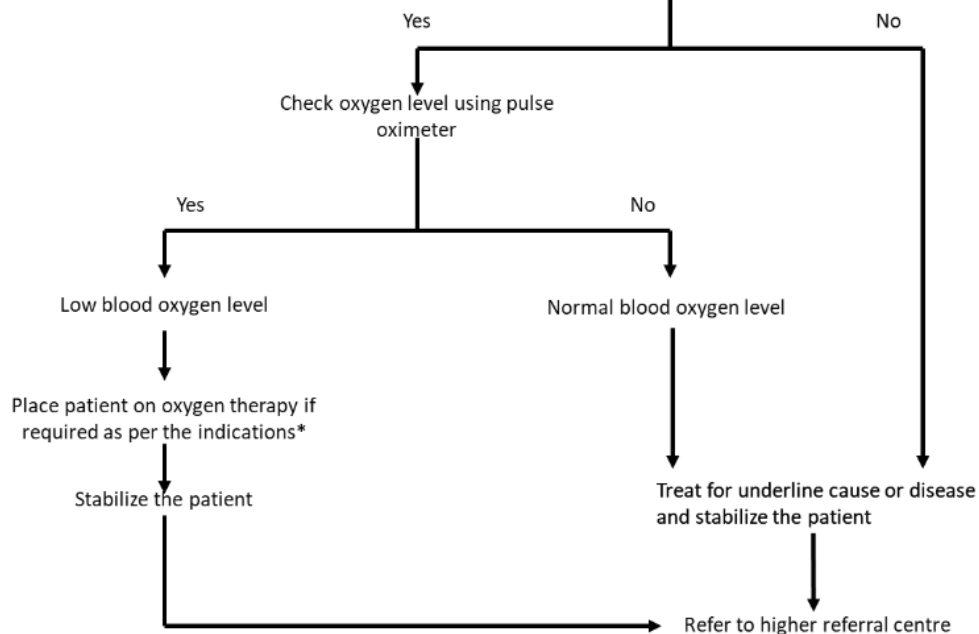 Yes
No
Check oxygen level using pulse
oximeter
Yes
No
Low blood oxygen level
Normal blood oxygen level
Place patient on oxygen therapy if
required as per the indications*
Stabilize the patient
Treat for underline cause or disease
and stabilize the patient
Refer to higher referral centre